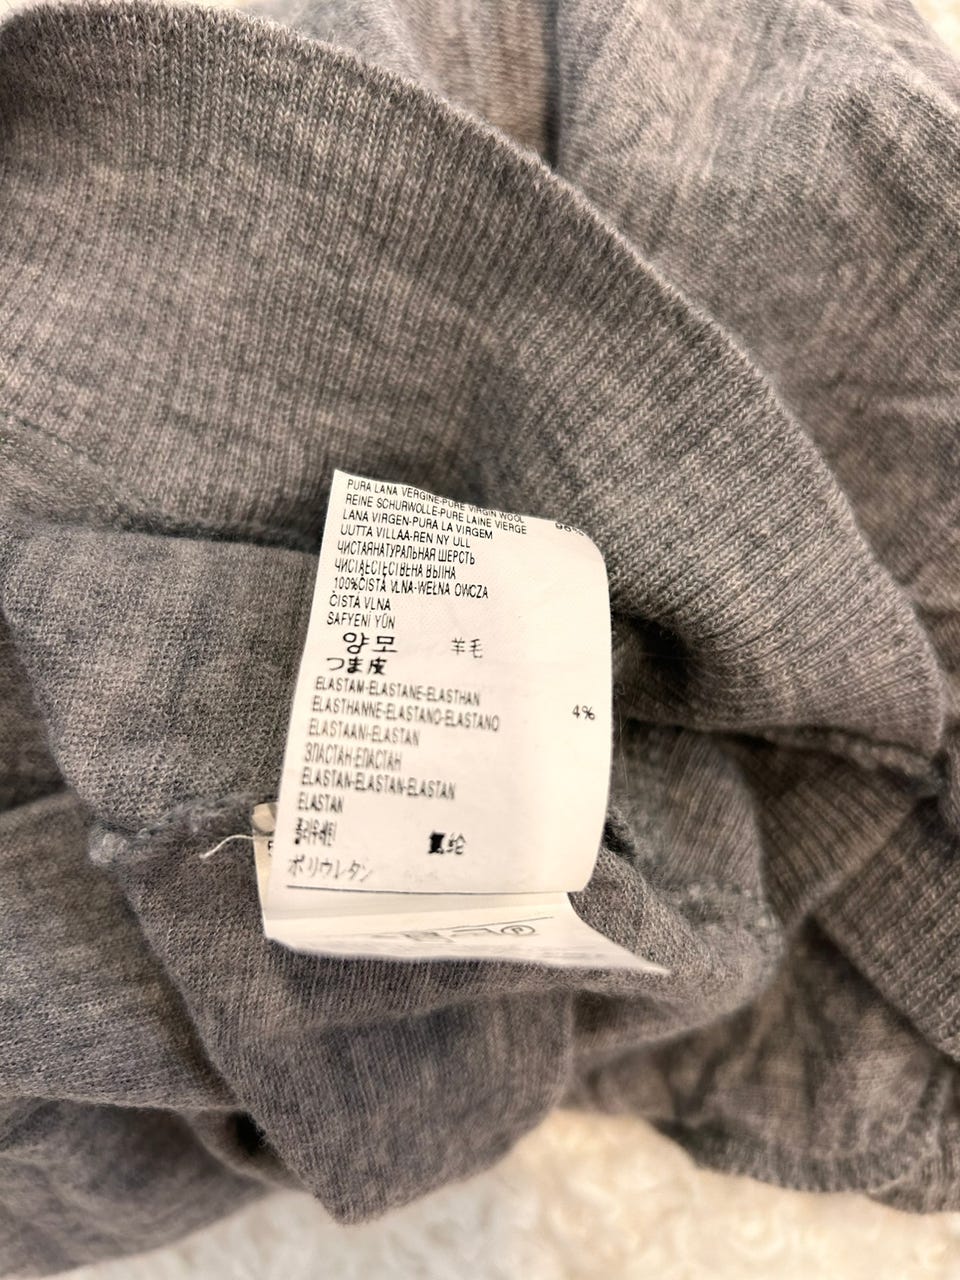 PURA LANA VERGINE-PURE VIRGIN WOOL
REINE SCHURWOLLE-PURE LAINE VIERGE
LANA VIRGEN-PURA LA VIRGEM
UUTTA VILLAA-REN NY ULL
ЧИСТАЯНАТУРАЛЬНАЯ ШЕРСТЬ
100%ČISTÁ VLNA-WEŁNA OWCZA
ČISTÁ VLNA
SAFYENİ YÜN
양모 羊毛
つま皮
ELASTAM-ELASTANE-ELASTHAN
ELASTHANNE-ELASTANO-ELASTANO 4%
ELASTAANI-ELASTAN
ЭЛАСТАН-ЕЛАСТАН
ELASTAN-ELASTAN-ELASTAN
ELASTAN
纶
ポリウレタン